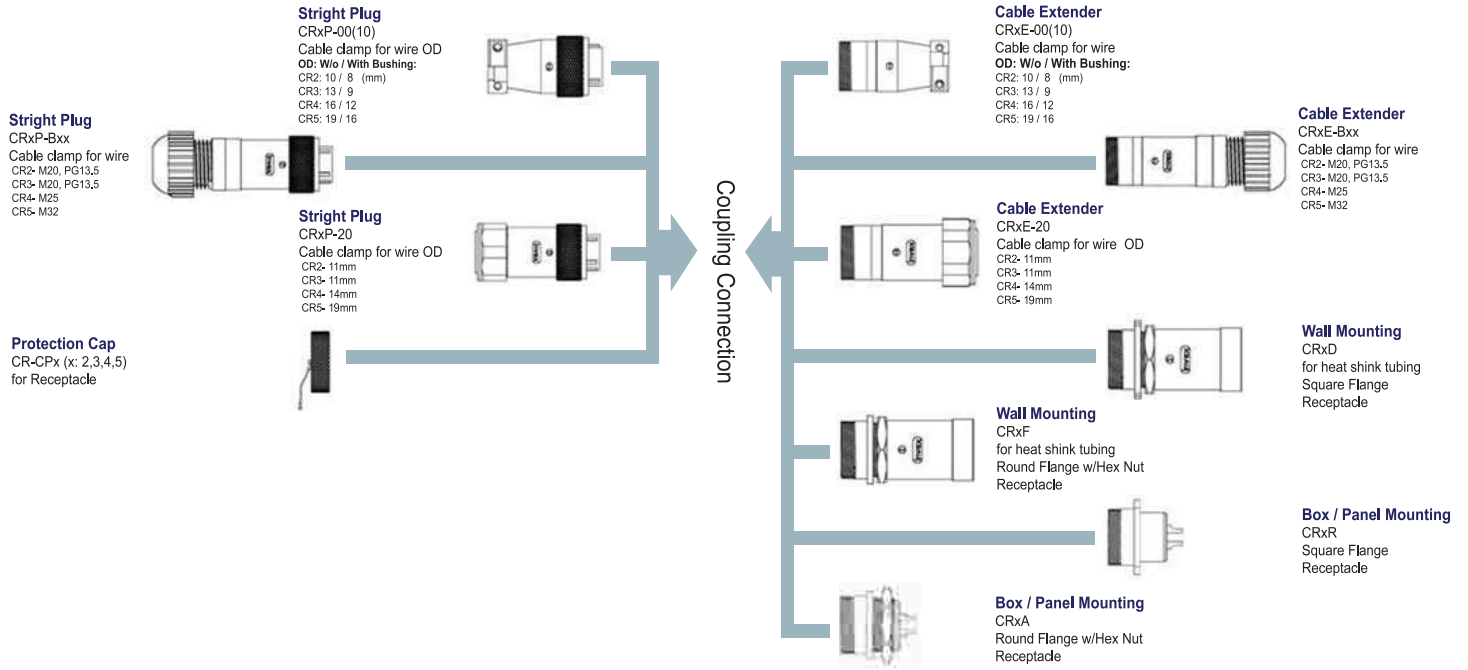 Stright Plug
CRxP-00(10)
Cable clamp for wire OD
OD: W/o / With Bushing:
CR2: 10 / 8 (mm)
CR3: 13 / 9
CR4: 16 / 12
CR5: 19 / 16
Stright Plug
CRxP-Bxx
Cable clamp for wire
CR2- M20, PG13.5
CR3- M20, PG13.5
CR4- M25
CR5- M32
Stright Plug
CRxP-20
Cable clamp for wire OD
CR2- 11mm
CR3- 11mm
CR4- 14mm
CR5- 19mm
Protection Cap
CR-CPx (x: 2,3,4,5)
for Receptacle
Coupling Connection
Cable Extender
CRxE-00(10)
Cable clamp for wire
OD: W/o / With Bushing:
CR2: 10 / 8 (mm)
CR3: 13 / 9
CR4: 16 / 12
CR5: 19 / 16
Cable Extender
CRxE-Bxx
Cable clamp for wire
CR2- M20, PG13.5
CR3- M20, PG13.5
CR4- M25
CR5- M32
Cable Extender
CRxE-20
Cable clamp for wire OD
CR2- 11mm
CR3- 11mm
CR4- 14mm
CR5- 19mm
Wall Mounting
CRxD
for heat shink tubing
Square Flange
Receptacle
Wall Mounting
CRxF
for heat shink tubing
Round Flange w/Hex Nut
Receptacle
Box / Panel Mounting
CRxR
Square Flange
Receptacle
Box / Panel Mounting
CRxA
Round Flange w/Hex Nut
Receptacle